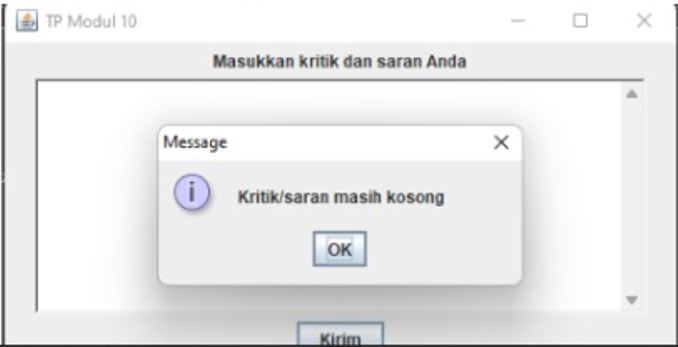 TP Modul 10
Masukkan kritik dan saran Anda
Message
Kritik/saran masih kosong
OK
Kirim